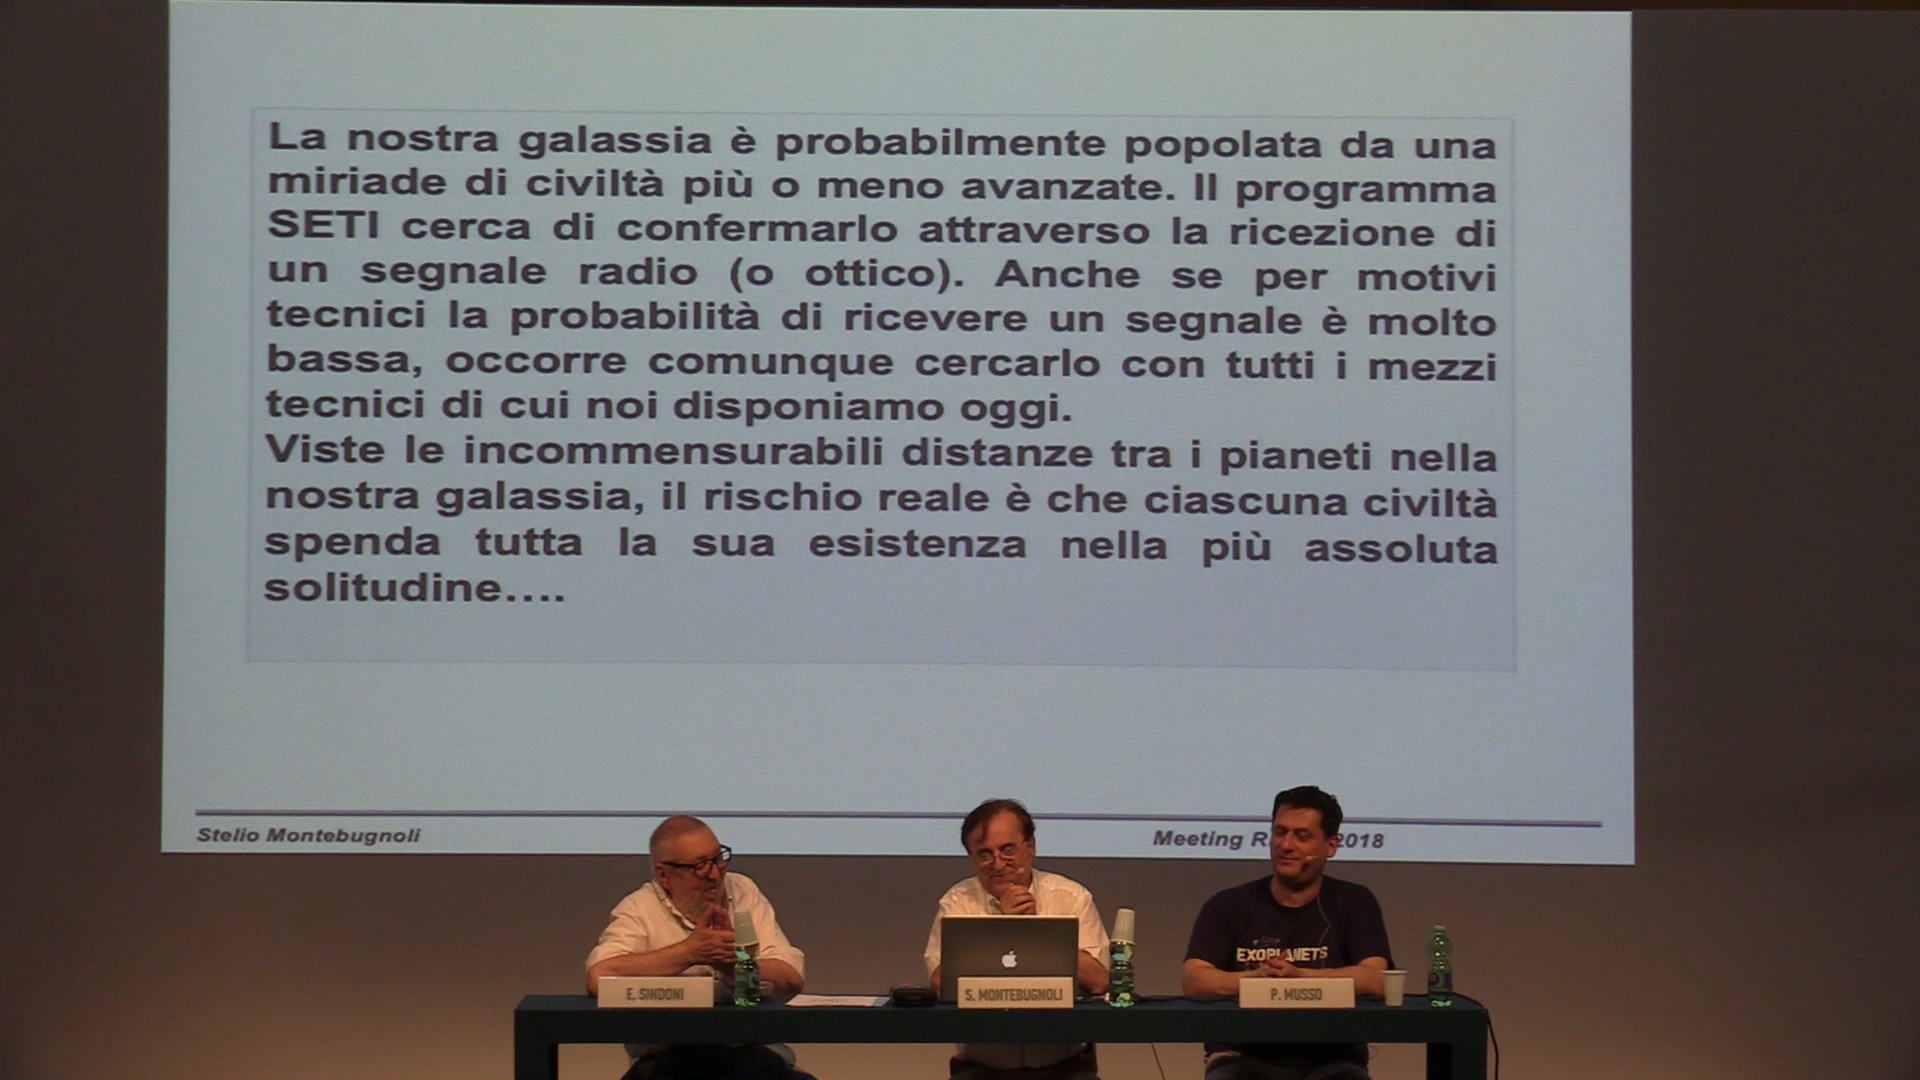 La nostra galassia è probabilmente popolata da una
miriade di civiltà più o meno avanzate. Il programma
SETI cerca di confermarlo attraverso la ricezione di
un segnale radio (o ottico). Anche se per motivi
tecnici la probabilità di ricevere un segnale è molto
bassa, occorre comunque cercarlo con tutti i mezzi
tecnici di cui noi disponiamo oggi.
Viste le incommensurabili distanze tra i pianeti nella
nostra galassia, il rischio reale è che ciascuna civiltà
spenda tutta la sua esistenza nella più assoluta
solitudine....
Stelio Montebugnoli
Meeting 2018
EXOPLANETS
E. SINDONI
S. MONTEBUGNOLI
P. MUSSO